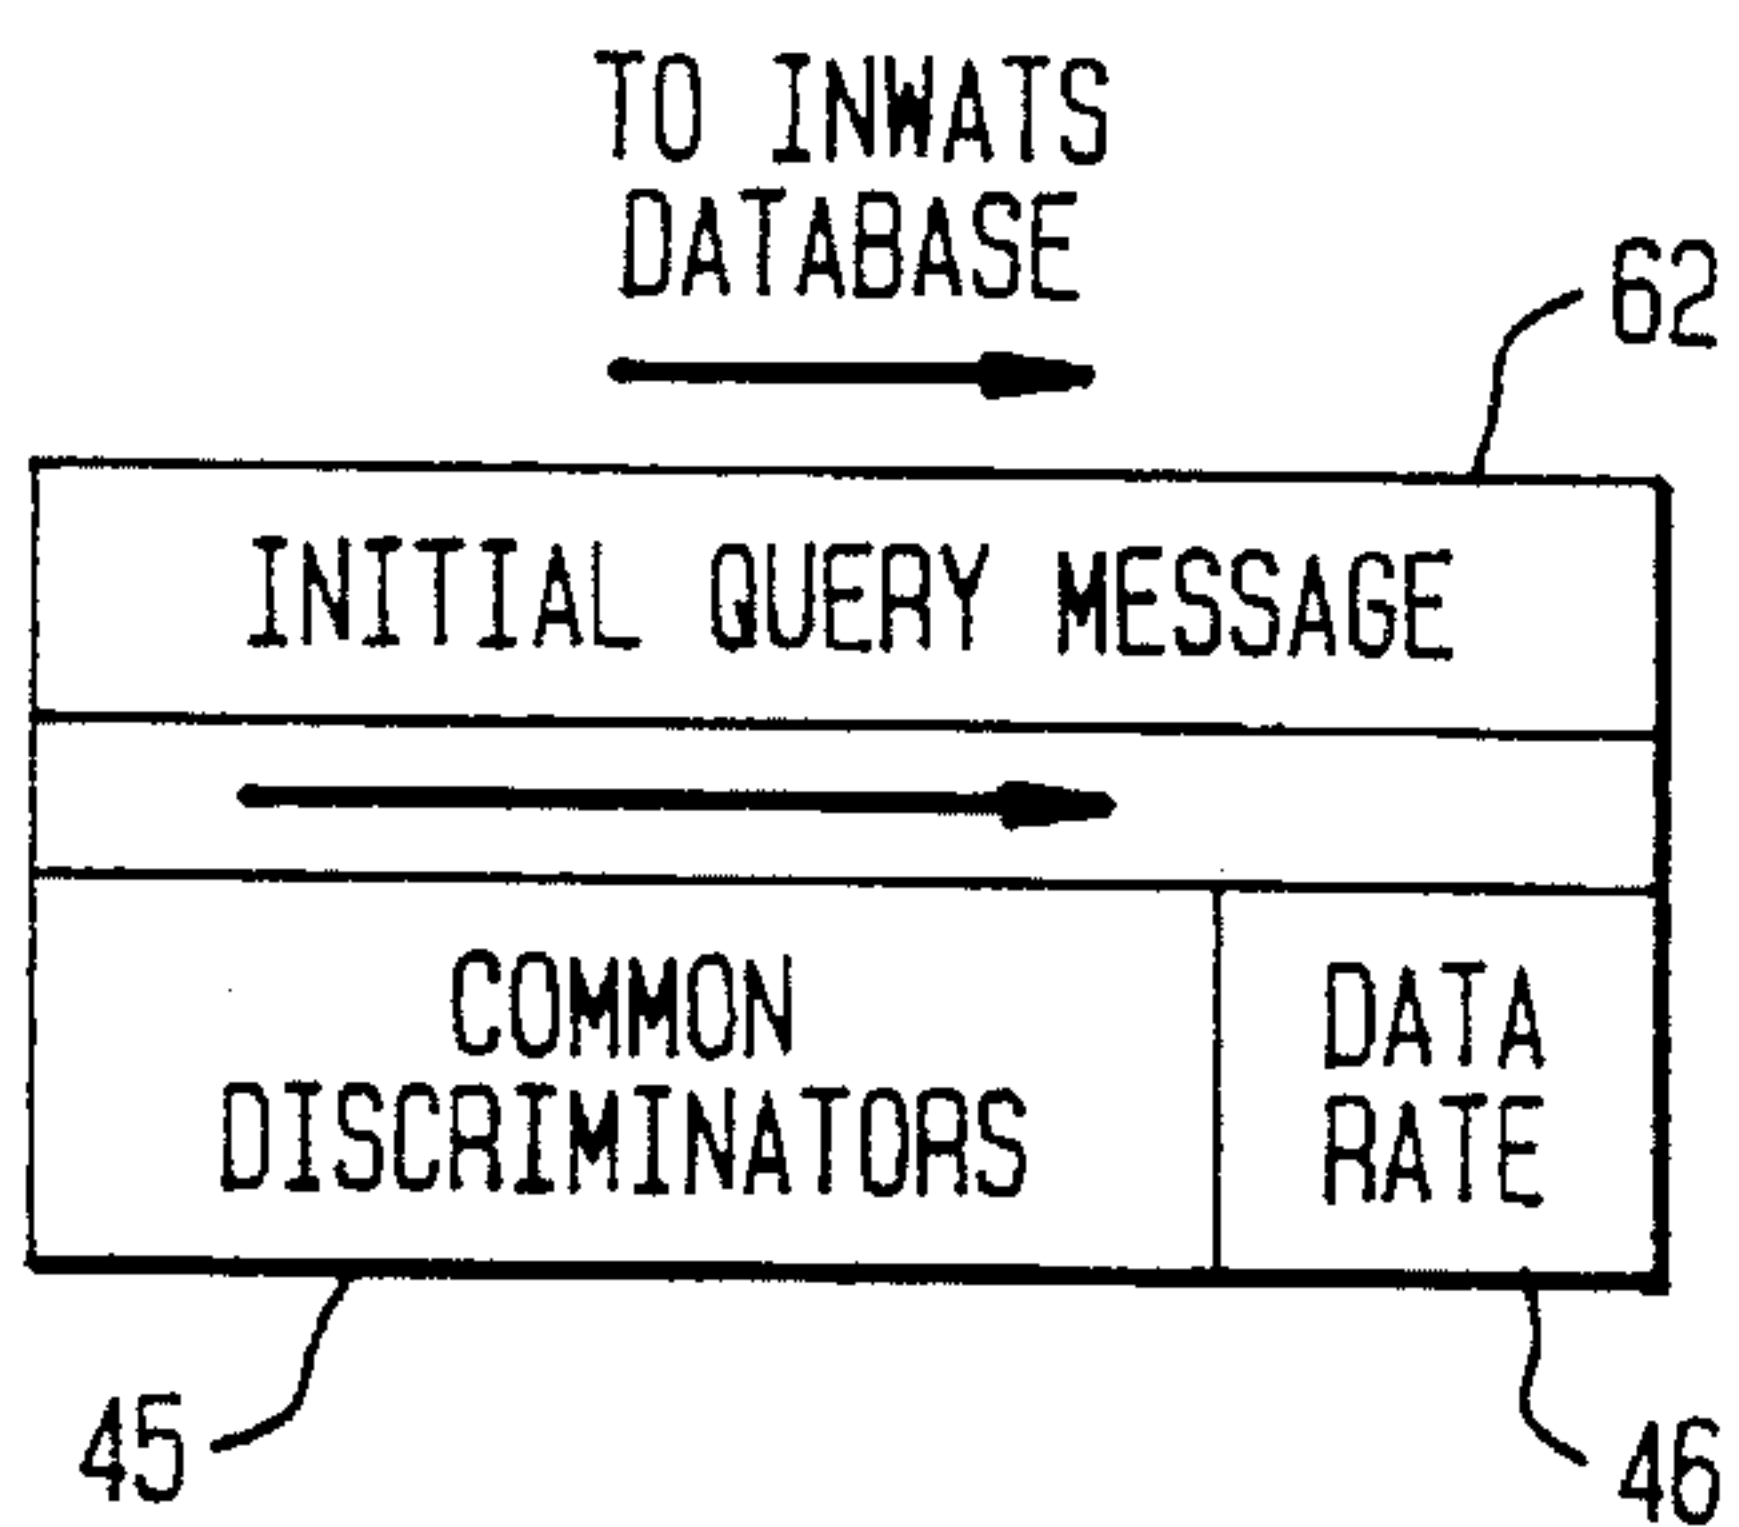 TO INWATS
DATABASE
62
INITIAL QUERY MESSAGE
COMMON
DISCRIMINATORS
DATA
RATE
45
46